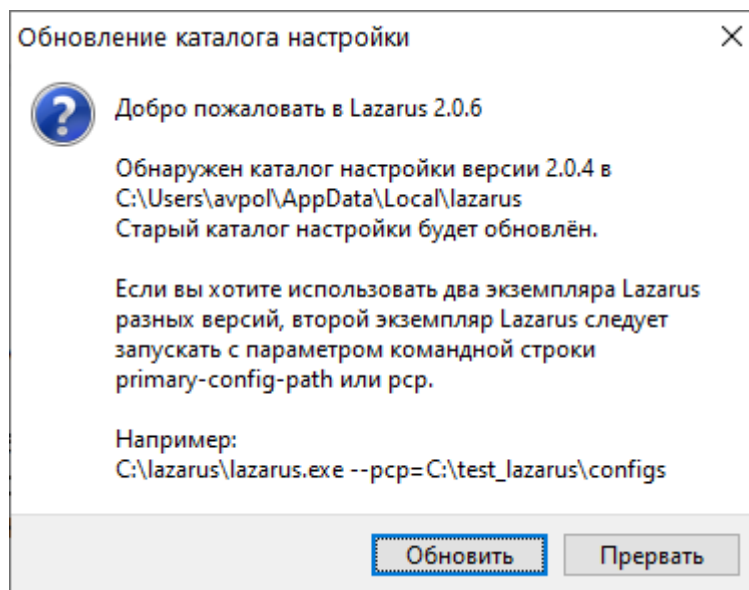 Обновление каталога настройки
Добро пожаловать в Lazarus 2.0.6
Обнаружен каталог настройки версии 2.0.4 в
C:\Users\avpol\AppData\Local\lazarus
Старый каталог настройки будет обновлён.
Если вы хотите использовать два экземпляра Lazarus
разных версий, второй экземпляр Lazarus следует
запускать с параметром командной строки
primary-config-path или pcp.
Например:
C:\lazarus\lazarus.exe --pcp=C:\test_lazarus\configs
Обновить
Прервать